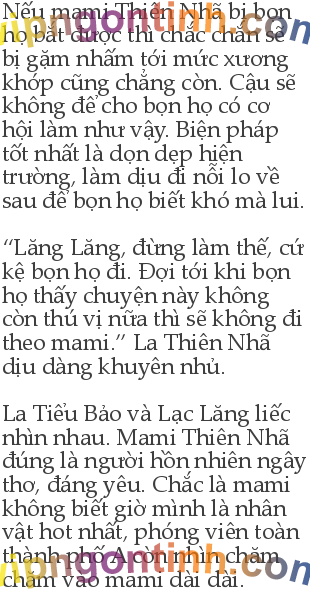 Nếu mami Thiên Nhã bị bọn
họ bắt được thì chắc chắn sẽ
bị gặm nhấm tới mức xương
khớp cũng chẳng còn. Cậu sẽ
không để cho bọn họ có cơ
hội làm như vậy. Biện pháp
tốt nhất là dọn dẹp hiện
trường, làm dịu đi nỗi lo về
sau để bọn họ biết khó mà lui.
“Lăng Lăng, đừng làm thế, cứ
kệ bọn họ đi. Đợi tới khi bọn
họ thấy chuyện này không
còn thú vị nữa thì sẽ không đi
theo mami.” La Thiên Nhã
dịu dàng khuyên nhủ.
La Tiểu Bảo và Lạc Lăng liếc
nhìn nhau. Mami Thiên Nhã
đúng là người hồn nhiên ngây
thơ, đáng yêu. Chắc là mami
không biết giờ mình là nhân
vật hot nhất, phóng viên toàn
thành phố A còn nhìn chăm
chăm vào mami dài dài.
vipngontinh.com
vipngontinh.com